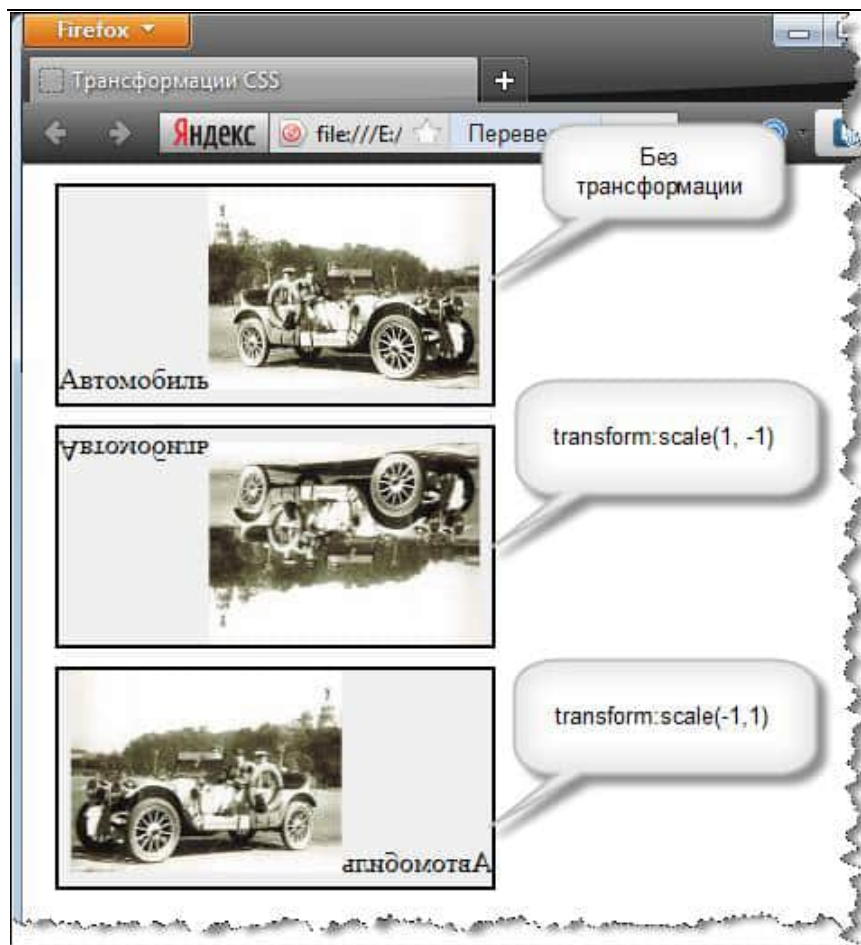 Firefox
Трансформации CSS
+
Яндекс file:///E:/ Переве
Без
трансформации
Автомобиль
Автомобиль
transform:scale(1, -1)
transform:scale(-1,1)
Автомобиль